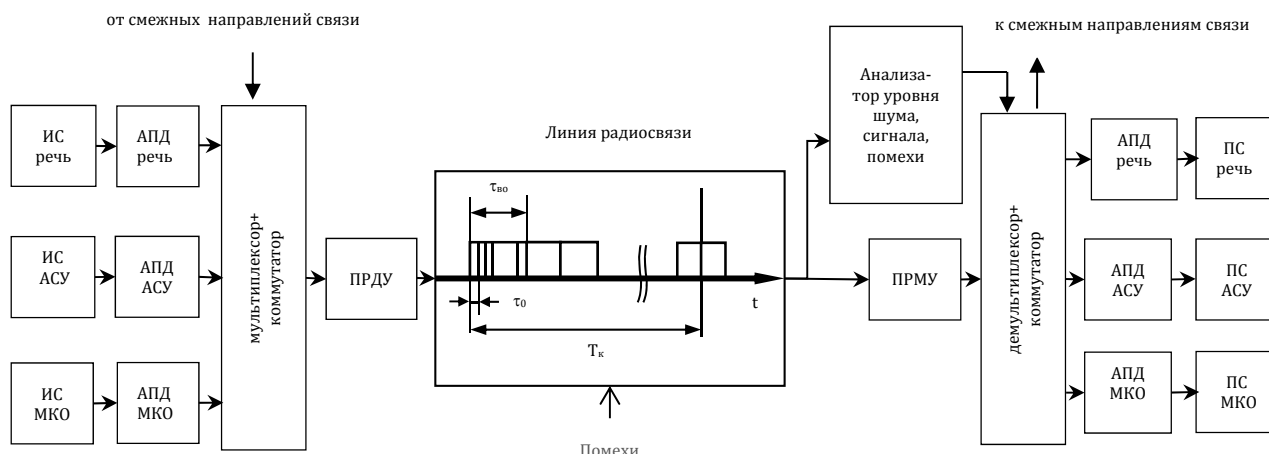 от смежных направлений связи
к смежным направлениям связи
ИС
речь
АПД
речь
ИС
АСУ
АПД
АСУ
ИС
МКО
АПД
МКО
мультиплексор+
коммутатор
ПРДУ
Линия радиосвязи
τво
τ0
t
Тк
Помехи
Анализа-
тор уровня
шума,
сигнала,
помехи
ПРМУ
демультиплексор+
коммутатор
АПД
речь
ПС
речь
АПД
АСУ
ПС
АСУ
АПД
МКО
ПС
МКО